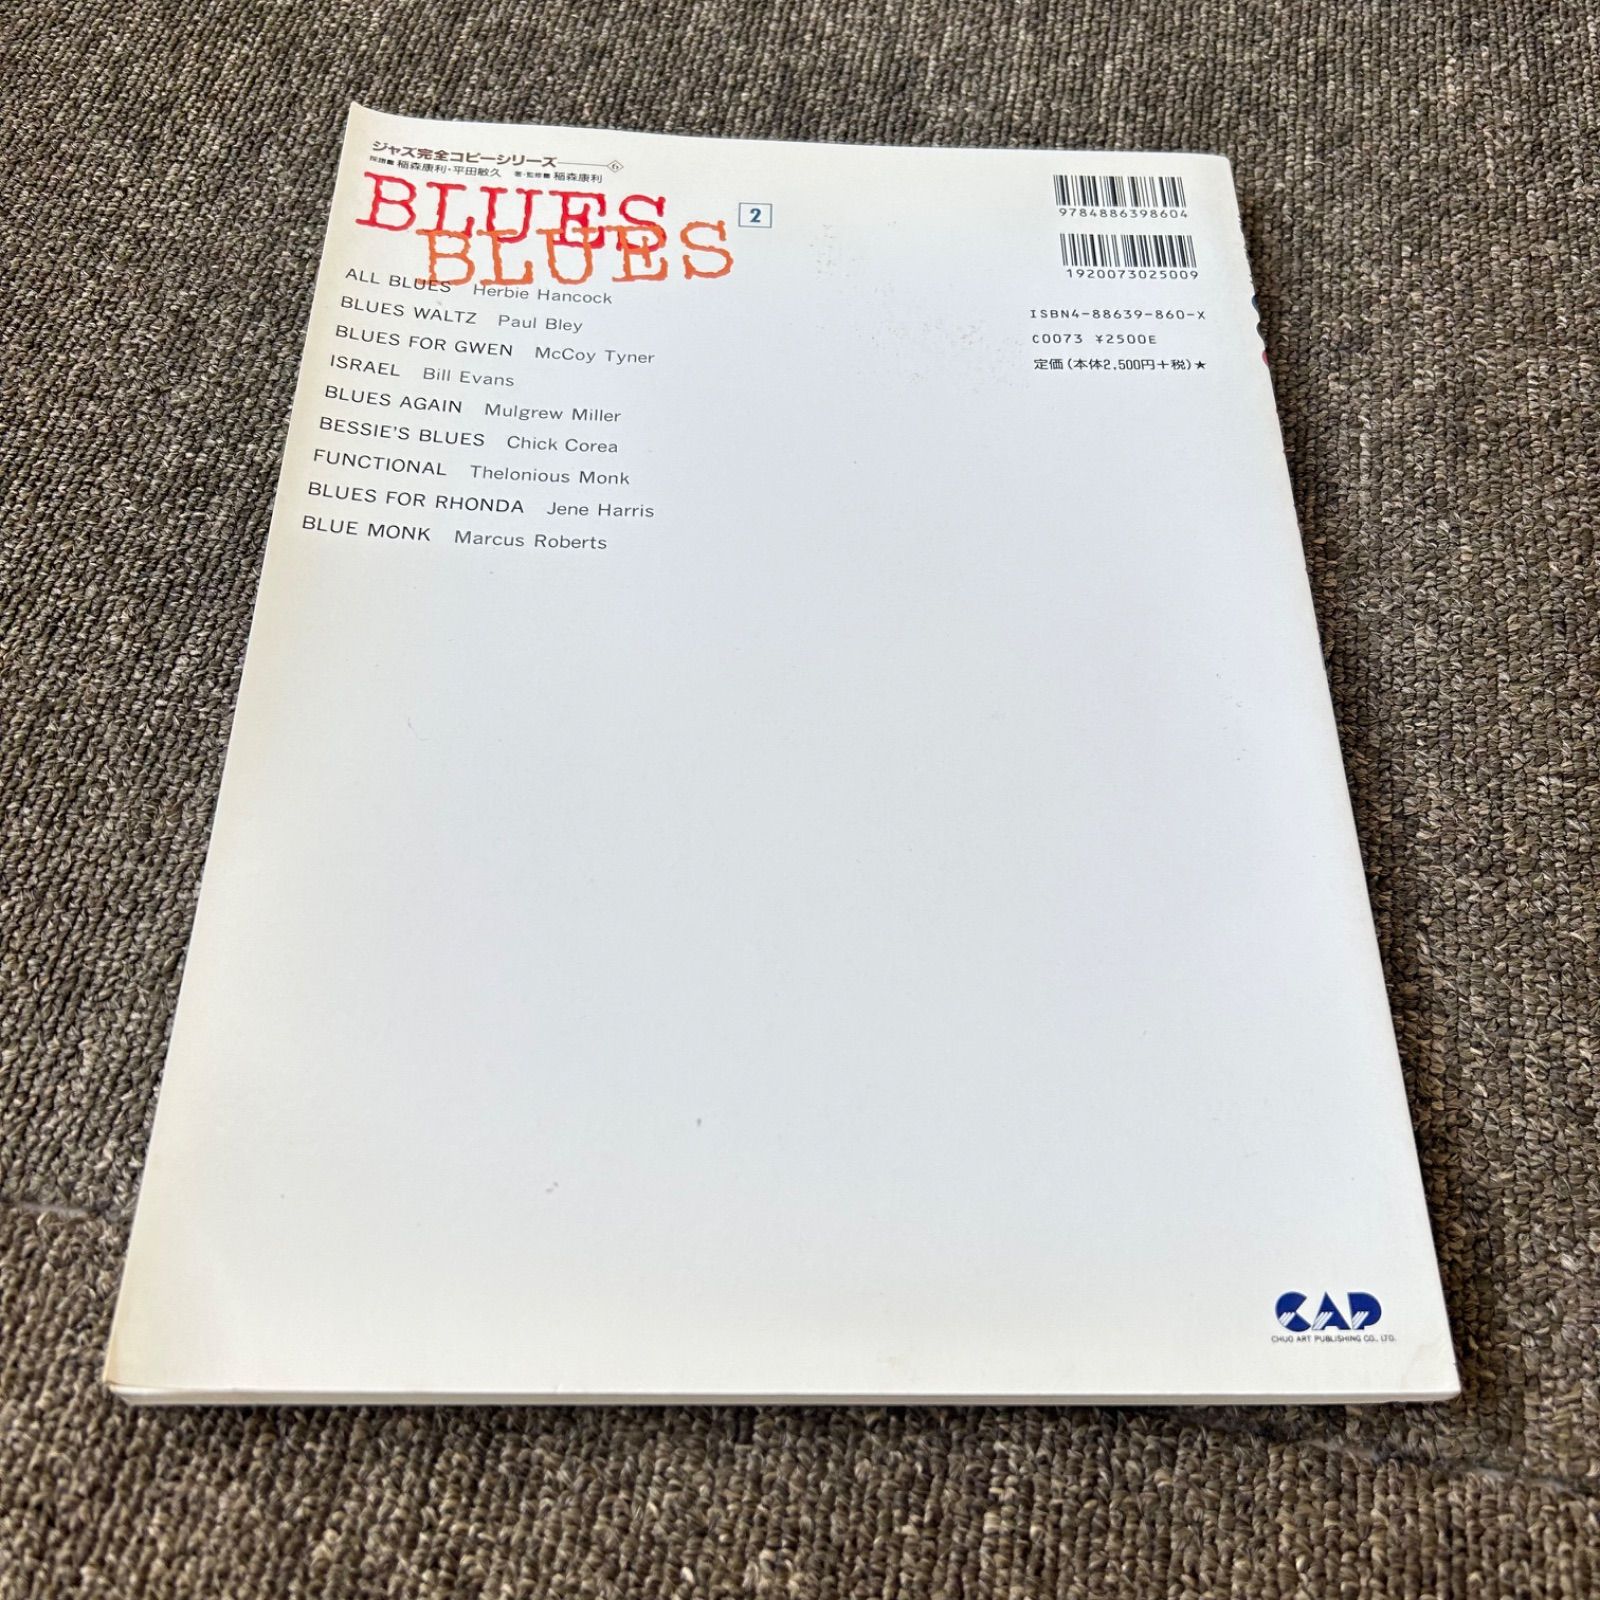 ジャズ完全コピーシリーズ 6
採譜■稲森康利・平田敏久 著・監修■稲森康利
BLUES
BLUES 2
ALL BLUES Herbie Hancock
BLUES WALTZ Paul Bley
BLUES FOR GWEN McCoy Tyner
ISRAEL Bill Evans
BLUES AGAIN Mulgrew Miller
BESSIE'S BLUES Chick Corea
FUNCTIONAL Thelonious Monk
BLUES FOR RHONDA Jene Harris
BLUE MONK Marcus Roberts
9784886398604
1920073025009
ISBN4-88639-860-X
C0073 ¥2500E
定価(本体2,500円+税)★
CAP
CHUO ART PUBLISHING CO., LTD.